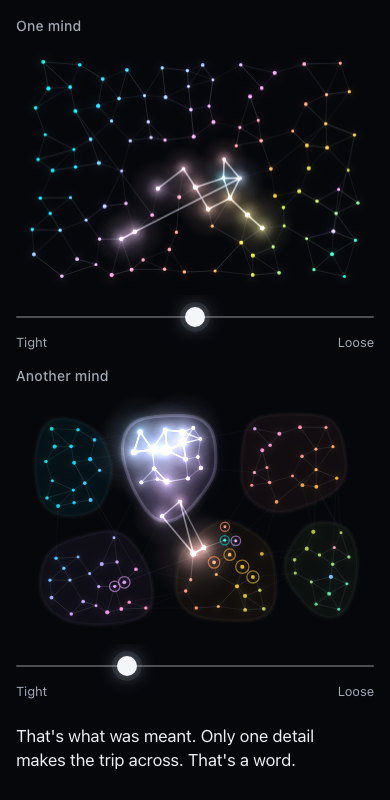 One mind
Tight Loose
Another mind
Tight Loose
That's what was meant. Only one detail
makes the trip across. That's a word.